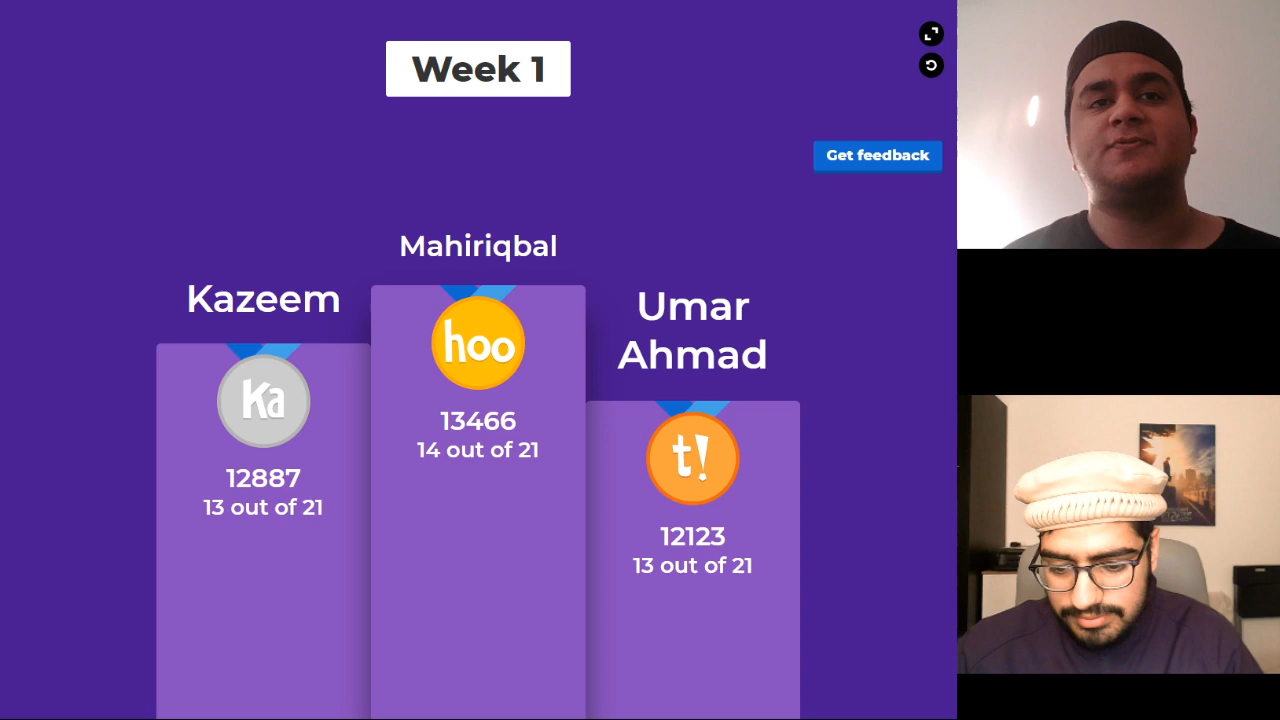 Week 1
Get feedback
Mahiriqbal
Kazeem
Umar
Ahmad
hoo
13466
14 out of 21
Ka
12887
13 out of 21
t!
12123
13 out of 21